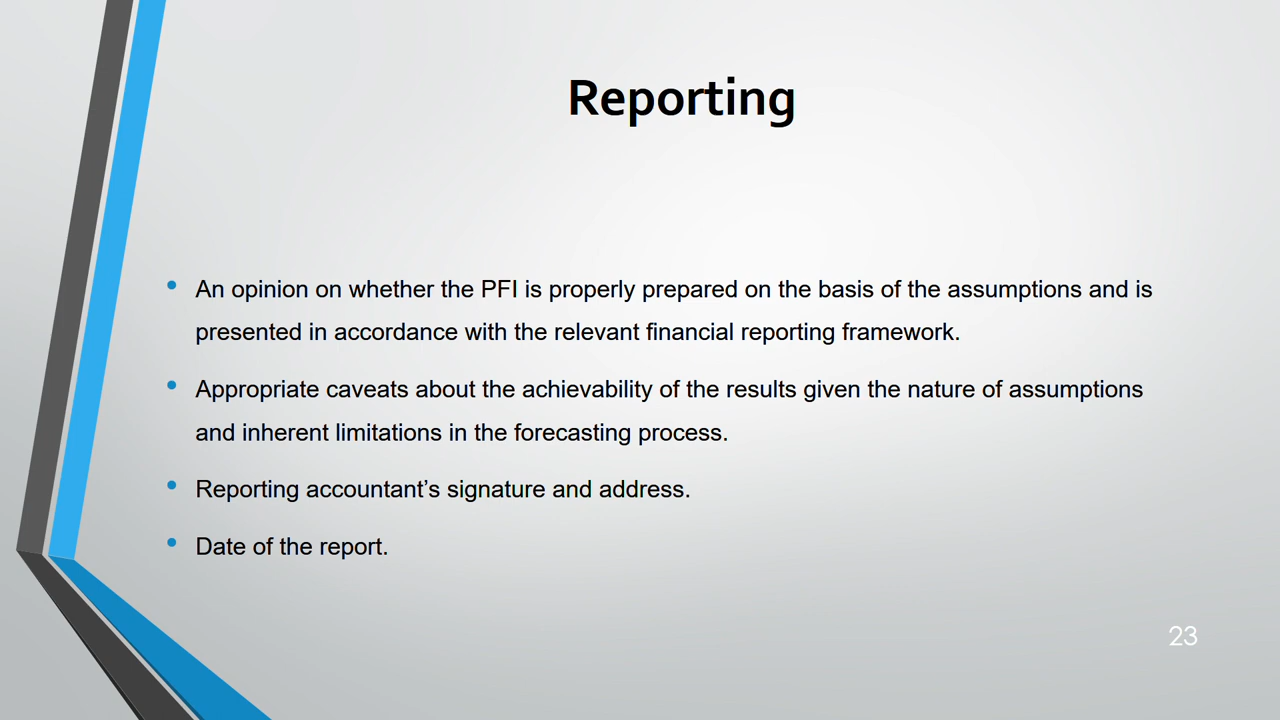 Reporting
• An opinion on whether the PFI is properly prepared on the basis of the assumptions and is
presented in accordance with the relevant financial reporting framework.
• Appropriate caveats about the achievability of the results given the nature of assumptions
and inherent limitations in the forecasting process.
• Reporting accountant’s signature and address.
• Date of the report.
23